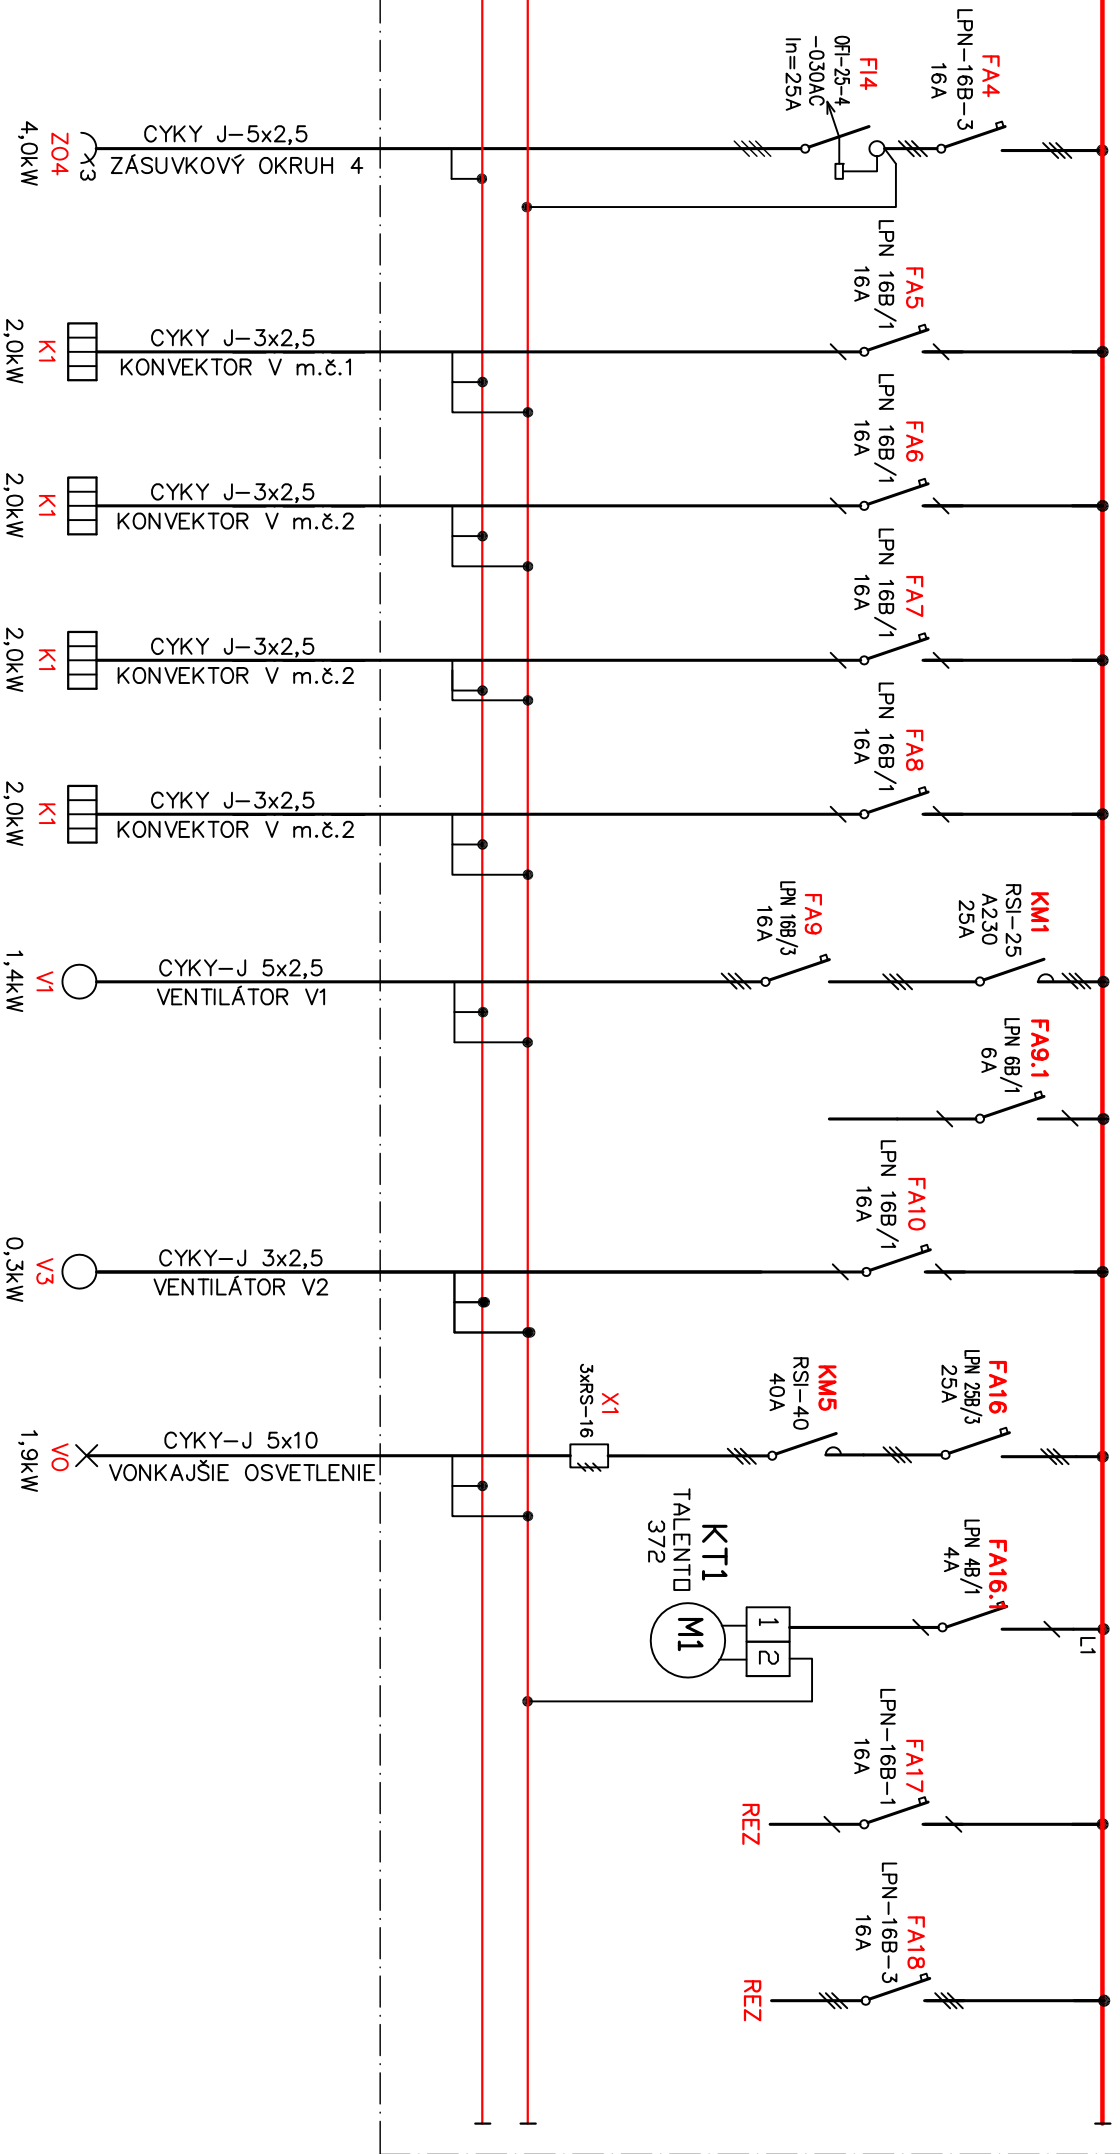 FA4
LPN-16B-3
16A
FI4
OFI-25-4
-030AC
In=25A
CYKY J-5x2,5
ZÁSUVKOVÝ OKRUH 4
x3
ZO4
4,0kW
FA5
LPN 16B/1
16A
CYKY J-3x2,5
KONVEKTOR V m.č.1
K1
2,0kW
FA6
LPN 16B/1
16A
CYKY J-3x2,5
KONVEKTOR V m.č.2
K1
2,0kW
FA7
LPN 16B/1
16A
CYKY J-3x2,5
KONVEKTOR V m.č.2
K1
2,0kW
FA8
LPN 16B/1
16A
CYKY J-3x2,5
KONVEKTOR V m.č.2
K1
2,0kW
KM1
RSI-25
A230
25A
FA9
LPN 16B/3
16A
CYKY-J 5x2,5
VENTILÁTOR V1
V1
1,4kW
FA9.1
LPN 6B/1
6A
FA10
LPN 16B/1
16A
CYKY-J 3x2,5
VENTILÁTOR V2
V3
0,3kW
FA16
LPN 25B/3
25A
KM5
RSI-40
40A
X1
3xRS-16
CYKY-J 5x10
VONKAJŠIE OSVETLENIE
VO
1,9kW
FA16.1
LPN 4B/1
4A
L1
KT1
TALENTO
372
M1
1
2
FA17
LPN-16B-1
16A
REZ
FA18
LPN-16B-3
16A
REZ